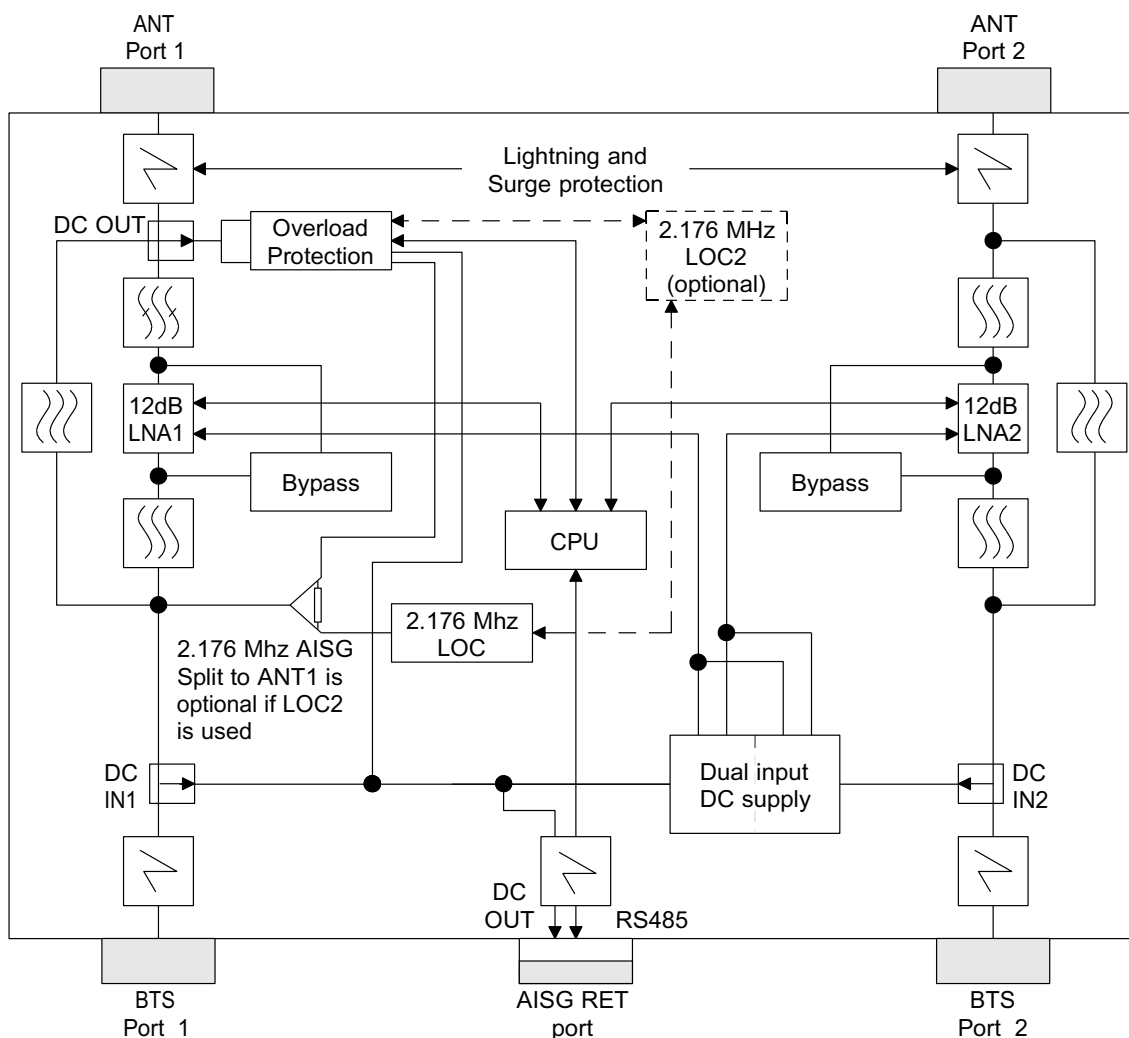 ANT
Port 1
ANT
Port 2
Lightning and
Surge protection
DC OUT
Overload
Protection
2.176 MHz
LOC2
(optional)
12dB
LNA1
12dB
LNA2
Bypass
Bypass
CPU
2.176 Mhz
LOC
2.176 Mhz AISG
Split to ANT1 is
optional if LOC2
is used
DC
IN1
Dual input
DC supply
DC
IN2
DC
OUT
RS485
BTS
Port 1
AISG RET
port
BTS
Port 2